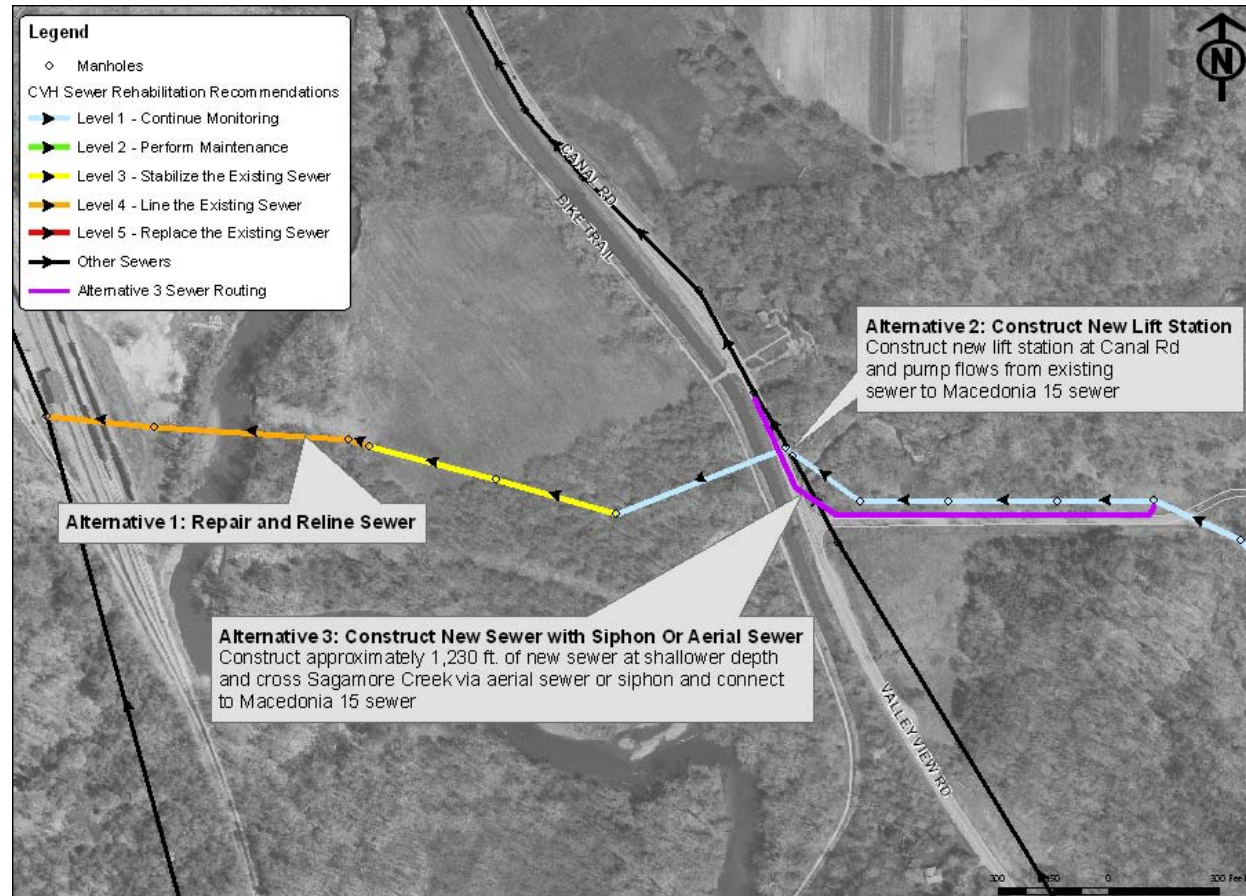 Legend
Manholes
CVH Sewer Rehabilitation Recommendations
Level 1 - Continue Monitoring
Level 2 - Perform Maintenance
Level 3 - Stabilize the Existing Sewer
Level 4 - Line the Existing Sewer
Level 5 - Replace the Existing Sewer
Other Sewers
Alternative 3 Sewer Routing
N
CANAL RD
BIKE TRAIL
Alternative 2: Construct New Lift Station
Construct new lift station at Canal Rd
and pump flows from existing
sewer to Macedonia 15 sewer
Alternative 1: Repair and Reline Sewer
Alternative 3: Construct New Sewer with Siphon Or Aerial Sewer
Construct approximately 1,230 ft. of new sewer at shallower depth
and cross Sagamore Creek via aerial sewer or siphon and connect
to Macedonia 15 sewer
VALLEY VIEW RD
300 150 0 300